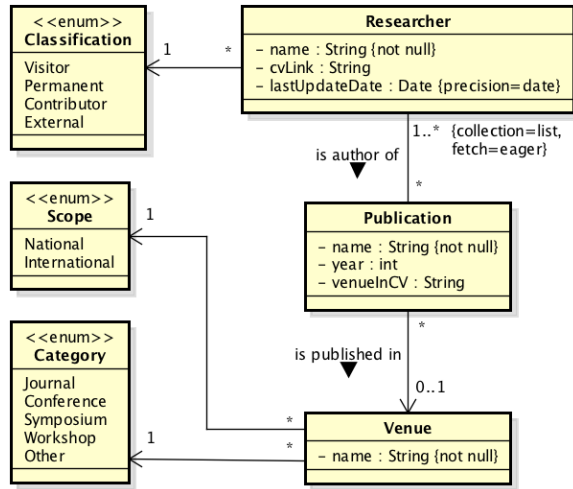 <<enum>>
Classification
Visitor
Permanent
Contributor
External
1
*
Researcher
– name : String {not null}
– cvLink : String
– lastUpdateDate : Date {precision=date}
1..* {collection=list,
fetch=eager}
is author of
*
<<enum>>
Scope
National
International
1
Publication
– name : String {not null}
– year : int
– venueInCV : String
*
is published in
0..1
<<enum>>
Category
Journal
Conference
Symposium
Workshop
Other
1
*
*
Venue
– name : String {not null}